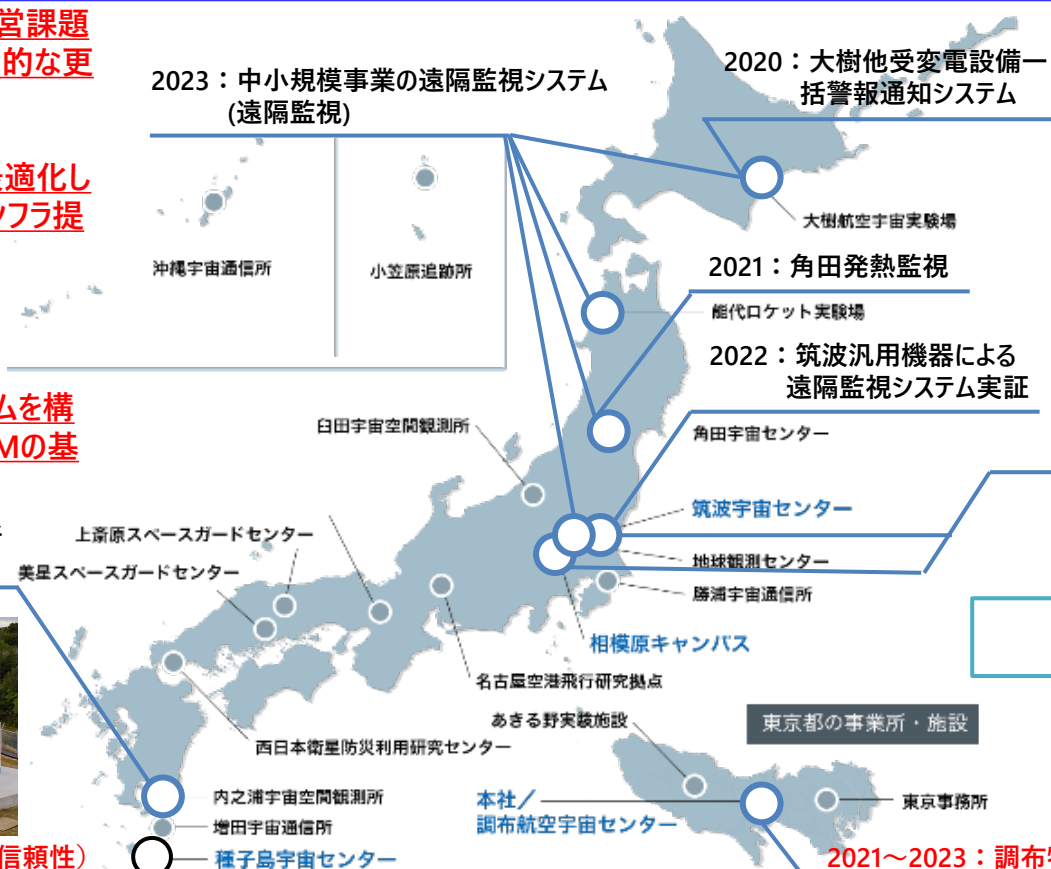 営課題
的な更
2023：中小規模事業の遠隔監視システム
(遠隔監視)
2020：大樹他受変電設備一
括警報通知システム
適化し
ンフラ提
大樹航空宇宙実験場
沖縄宇宙通信所
小笠原追跡所
2021：角田発熱監視
能代ロケット実験場
2022：筑波汎用機器による
遠隔監視システム実証
ムを構
Mの基
臼田宇宙空間観測所
角田宇宙センター
筑波宇宙センター
上斎原スペースガードセンター
地球観測センター
美星スペースガードセンター
勝浦宇宙通信所
相模原キャンパス
名古屋空港飛行研究拠点
あきる野実験施設
東京都の事業所・施設
西日本衛星防災利用研究センター
内之浦宇宙空間観測所
本社／
調布航空宇宙センター
東京事務所
増田宇宙通信所
信頼性）
種子島宇宙センター
2021～2023：調布